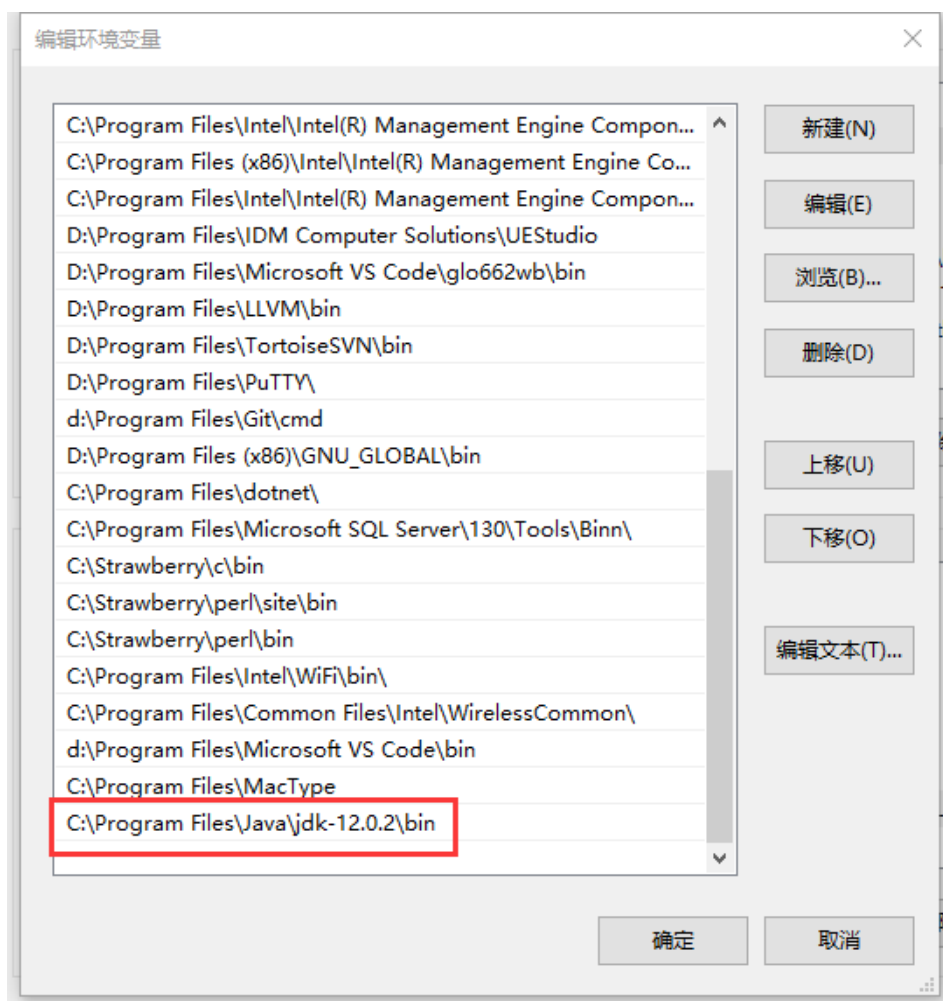 编辑环境变量
C:\Program Files\Intel\Intel(R) Management Engine Compon...
新建(N)
C:\Program Files (x86)\Intel\Intel(R) Management Engine Co...
C:\Program Files\Intel\Intel(R) Management Engine Compon...
编辑(E)
D:\Program Files\IDM Computer Solutions\UEStudio
D:\Program Files\Microsoft VS Code\glo662wb\bin
浏览(B)...
D:\Program Files\LLVM\bin
D:\Program Files\TortoiseSVN\bin
删除(D)
D:\Program Files\PuTTY\
d:\Program Files\Git\cmd
D:\Program Files (x86)\GNU_GLOBAL\bin
上移(U)
C:\Program Files\dotnet\
C:\Program Files\Microsoft SQL Server\130\Tools\Binn\
下移(O)
C:\Strawberry\c\bin
C:\Strawberry\perl\site\bin
C:\Strawberry\perl\bin
编辑文本(T)...
C:\Program Files\Intel\WiFi\bin\
C:\Program Files\Common Files\Intel\WirelessCommon\
d:\Program Files\Microsoft VS Code\bin
C:\Program Files\MacType
C:\Program Files\Java\jdk-12.0.2\bin
确定
取消